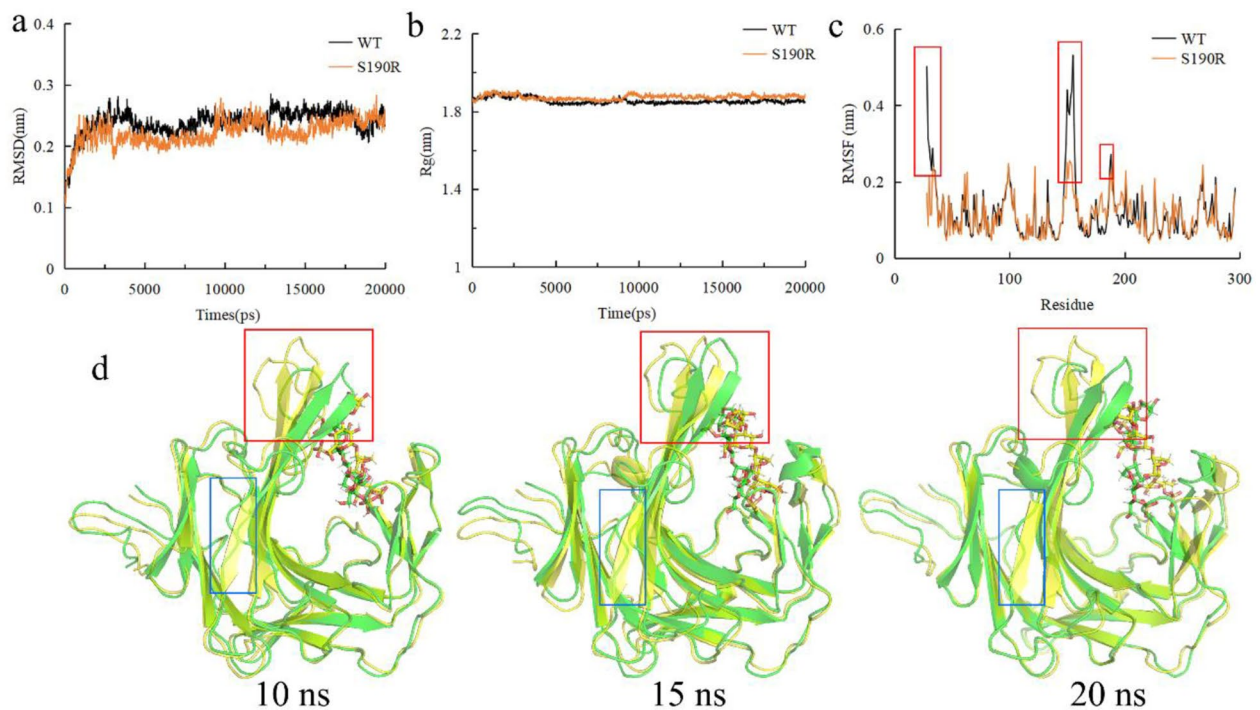 a
0.4
0.3
0.2
0.1
0
RMSD(nm)
WT
S190R
0
5000
10000
15000
20000
Times(ps)
b
2.2
1.8
1.4
1
Rg(nm)
WT
S190R
0
5000
10000
15000
20000
Time(ps)
c
0.6
0.4
0.2
0
RMSF (nm)
WT
S190R
0
100
200
300
Residue
d
10 ns
15 ns
20 ns